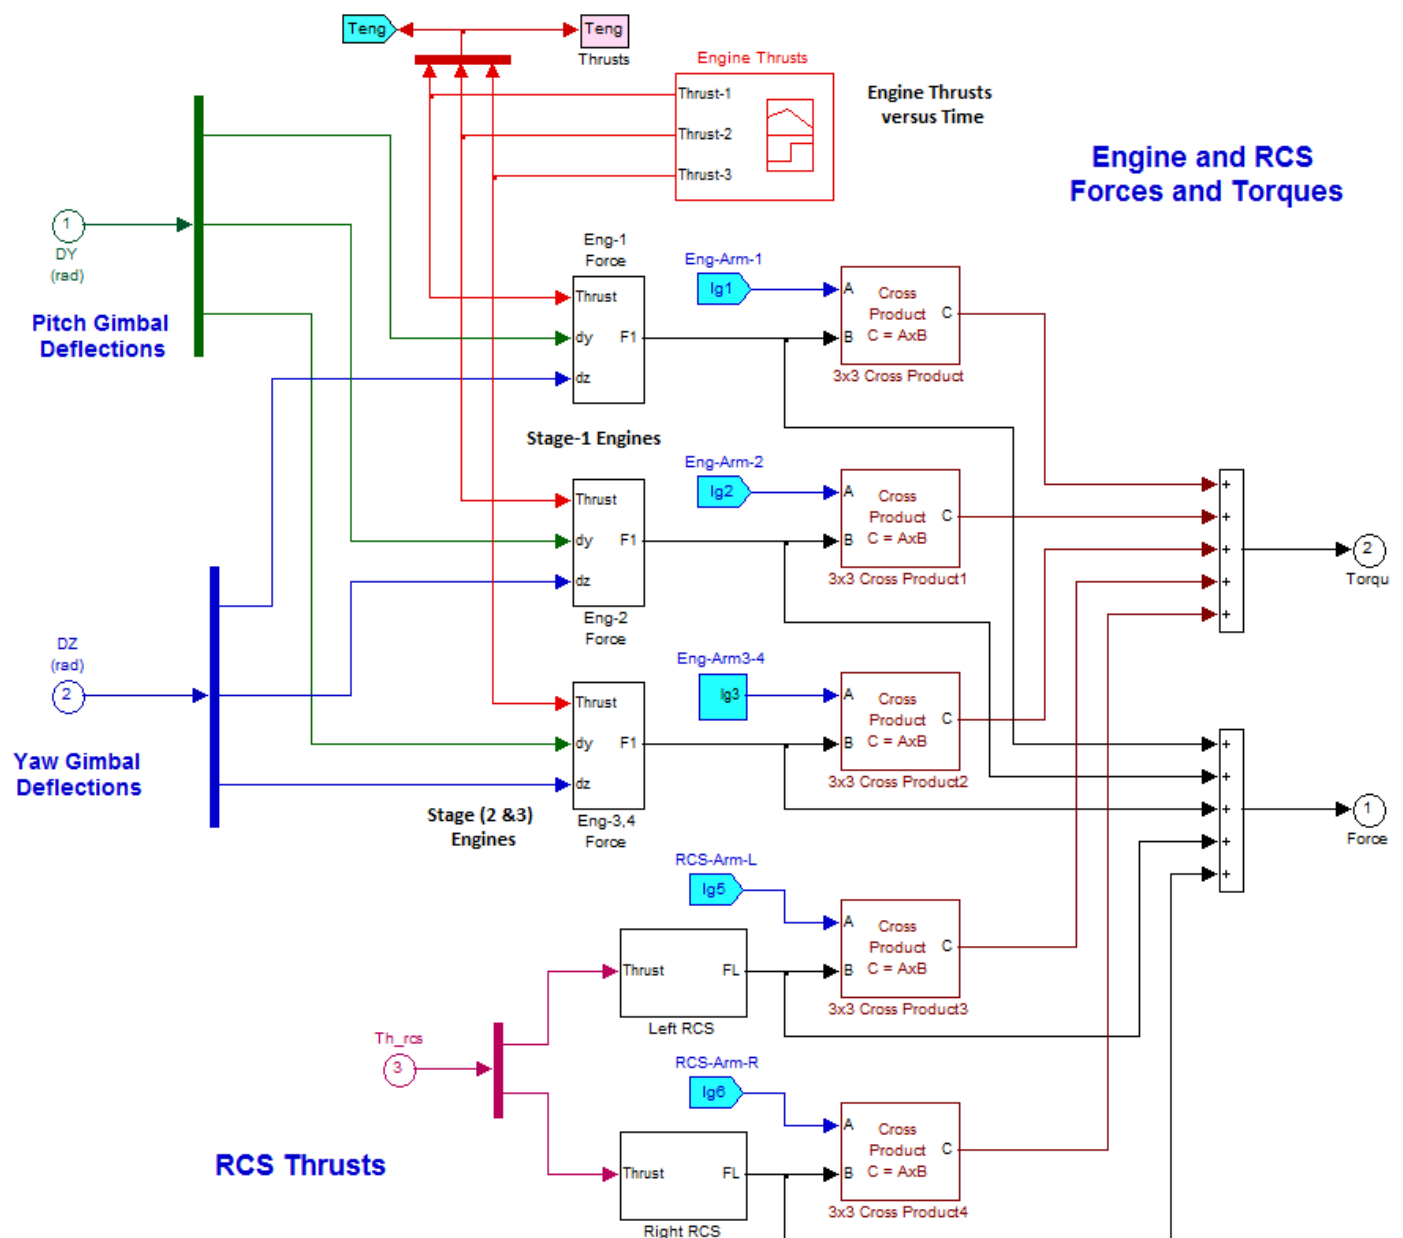 Teng
Teng
Thrusts
Engine Thrusts
Thrust-1
Thrust-2
Thrust-3
Engine Thrusts
versus Time
Engine and RCS
Forces and Torques
1
DY
(rad)
Pitch Gimbal
Deflections
Eng-1
Force
Thrust
dy
dz
F1
Eng-Arm-1
Ig1
A
B
Cross
Product
C = AxB
C
3x3 Cross Product
Stage-1 Engines
Thrust
dy
dz
F1
Eng-2
Force
Eng-Arm-2
Ig2
A
B
Cross
Product
C = AxB
C
3x3 Cross Product1
+
+
+
+
+
2
Torqu
DZ
(rad)
2
Yaw Gimbal
Deflections
Thrust
dy
dz
F1
Eng-3,4
Force
Stage (2 &3)
Engines
Eng-Arm3-4
Ig3
A
B
Cross
Product
C = AxB
C
3x3 Cross Product2
+
+
+
+
+
1
Force
RCS-Arm-L
Ig5
A
B
Cross
Product
C = AxB
C
3x3 Cross Product3
Thrust
FL
Left RCS
Th_rcs
3
RCS-Arm-R
Ig6
A
B
Cross
Product
C = AxB
C
3x3 Cross Product4
Thrust
FL
Right RCS
RCS Thrusts